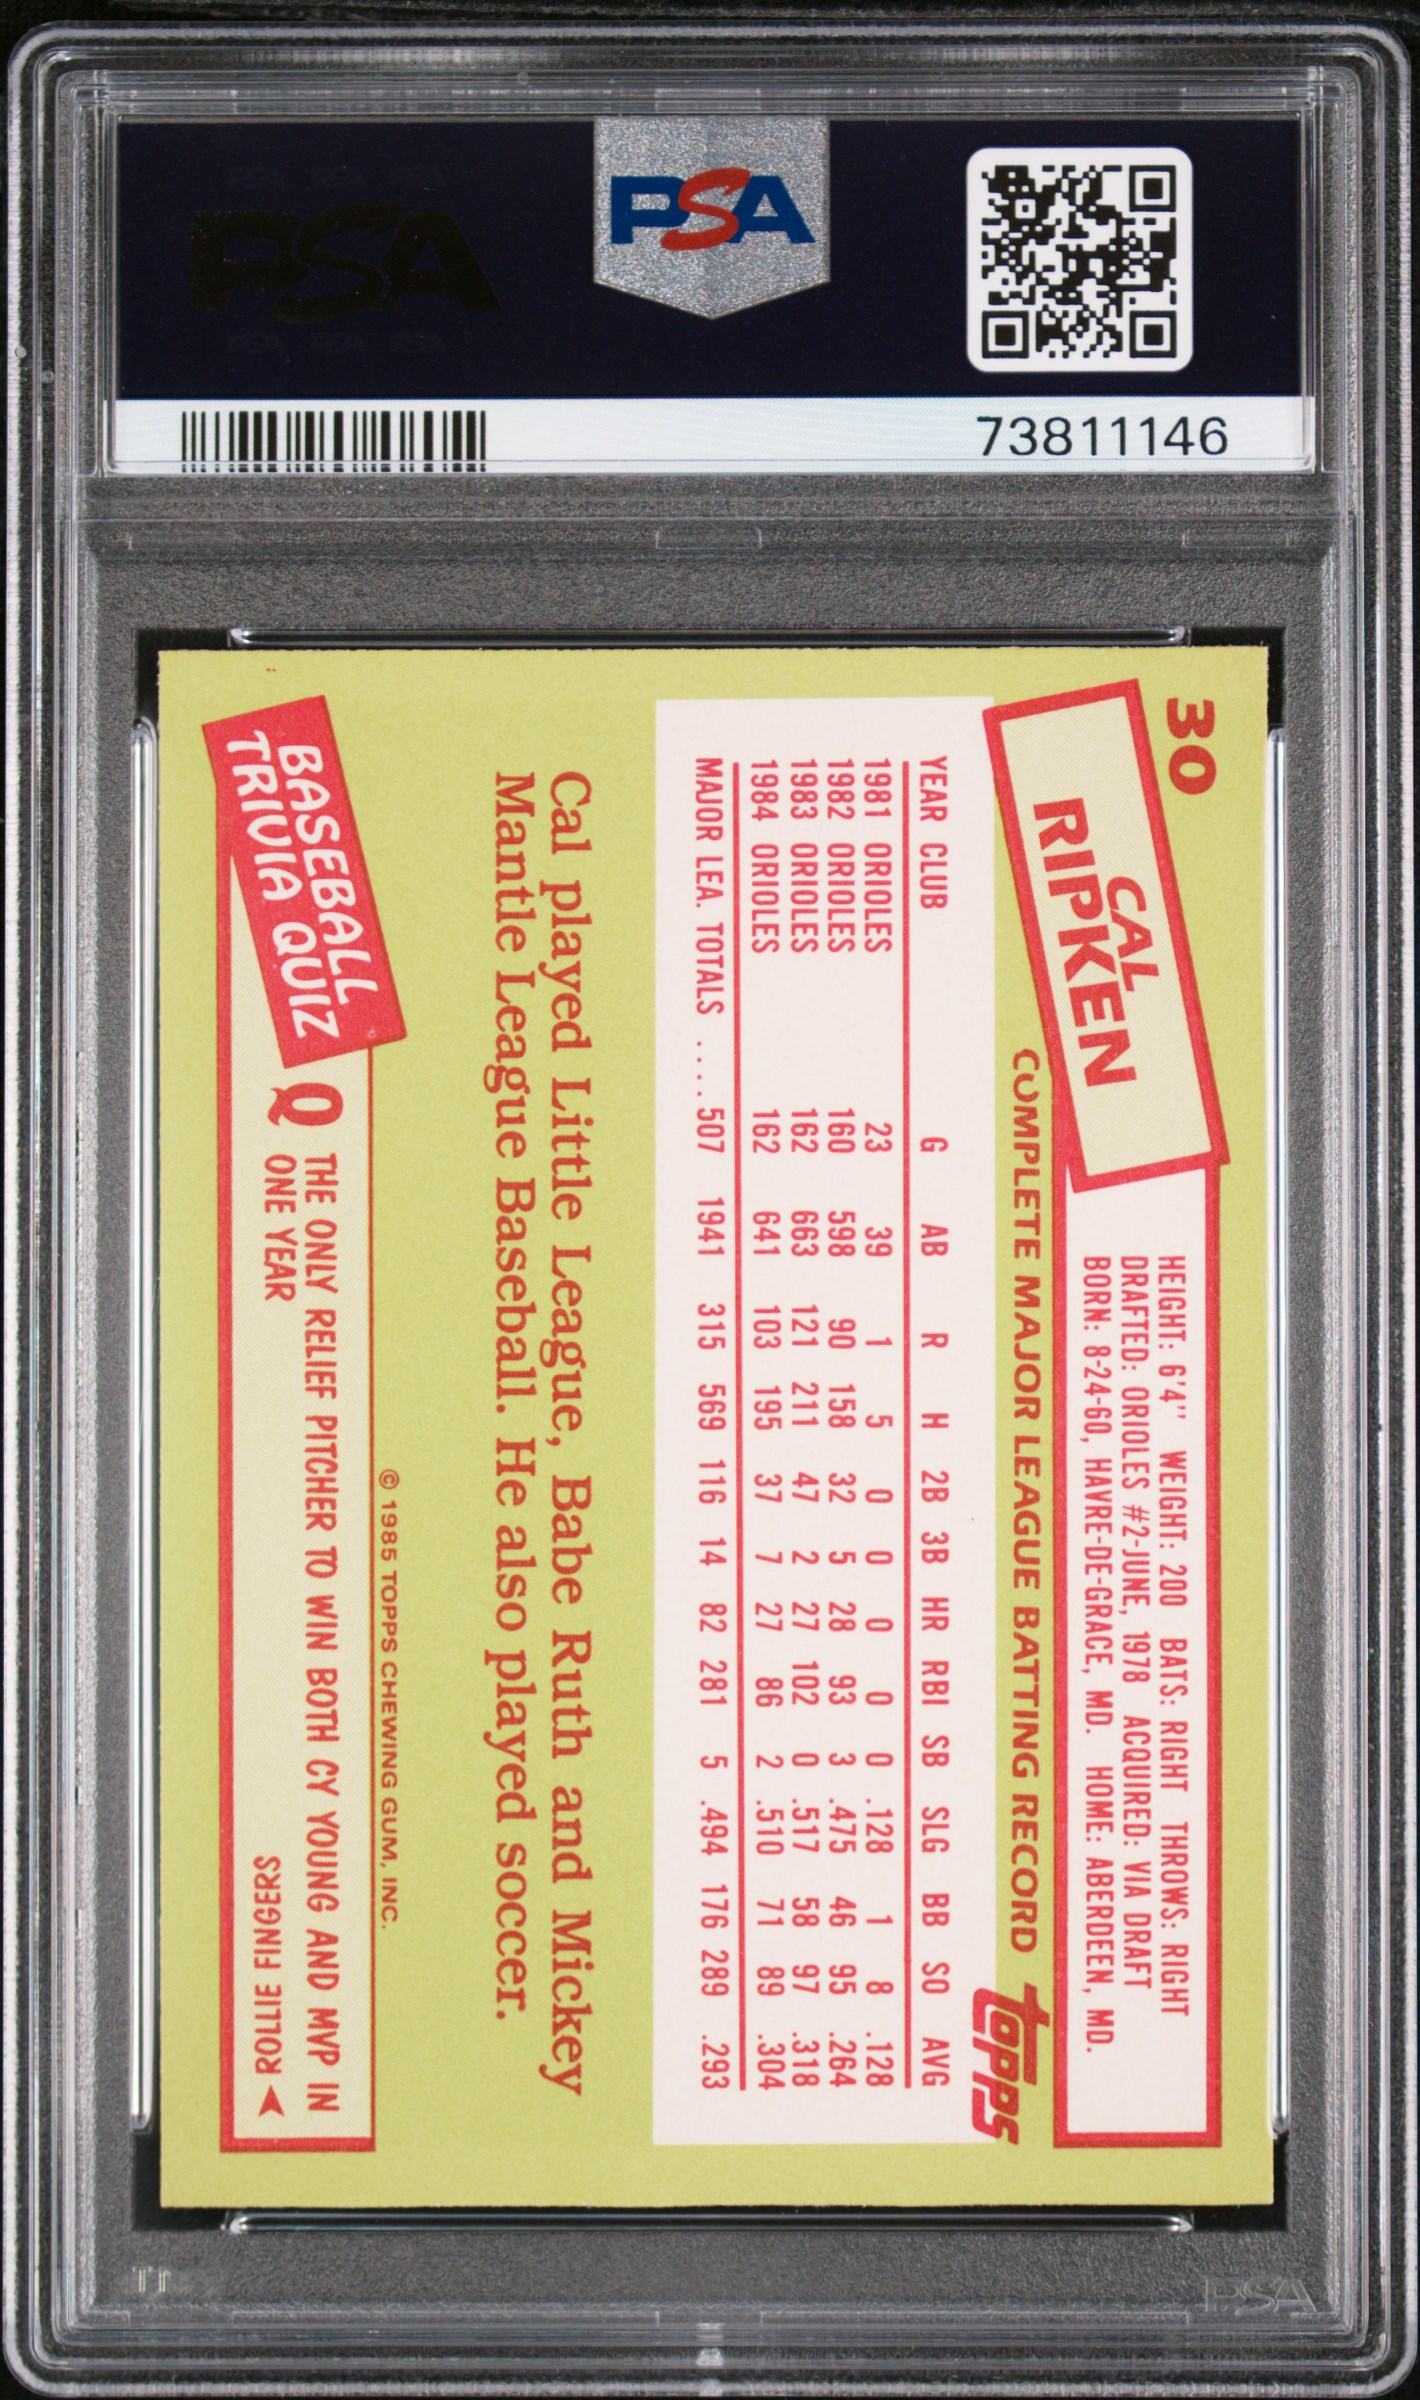 PSA
PSA
73811146
30
CAL
RIPKEN
HEIGHT: 6'4" WEIGHT: 200 BATS: RIGHT THROWS: RIGHT
DRAFTED: ORIOLES #2-JUNE, 1978 ACQUIRED: VIA DRAFT
BORN: 8-24-60, HAVRE-DE-GRACE, MD. HOME: ABERDEEN, MD.
COMPLETE MAJOR LEAGUE BATTING RECORD
topps
YEAR CLUB G AB R H 2B 3B HR RBI SB SLG BB SO AVG
1981 ORIOLES 23 39 1 5 0 0 0 0 0 .128 1 8 .128
1982 ORIOLES 160 598 90 158 32 5 28 93 3 .475 46 95 .264
1983 ORIOLES 162 663 121 211 47 2 27 102 0 .517 58 97 .318
1984 ORIOLES 162 641 103 195 37 7 27 86 2 .510 71 89 .304
MAJOR LEA. TOTALS ....507 1941 315 569 116 14 82 281 5 .494 176 289 .293
Cal played Little League, Babe Ruth and Mickey
Mantle League Baseball. He also played soccer.
© 1985 TOPPS CHEWING GUM, INC.
BASEBALL
TRIVIA QUIZ
Q THE ONLY RELIEF PITCHER TO WIN BOTH CY YOUNG AND MVP IN
ONE YEAR
ROLLIE FINGERS
PSA